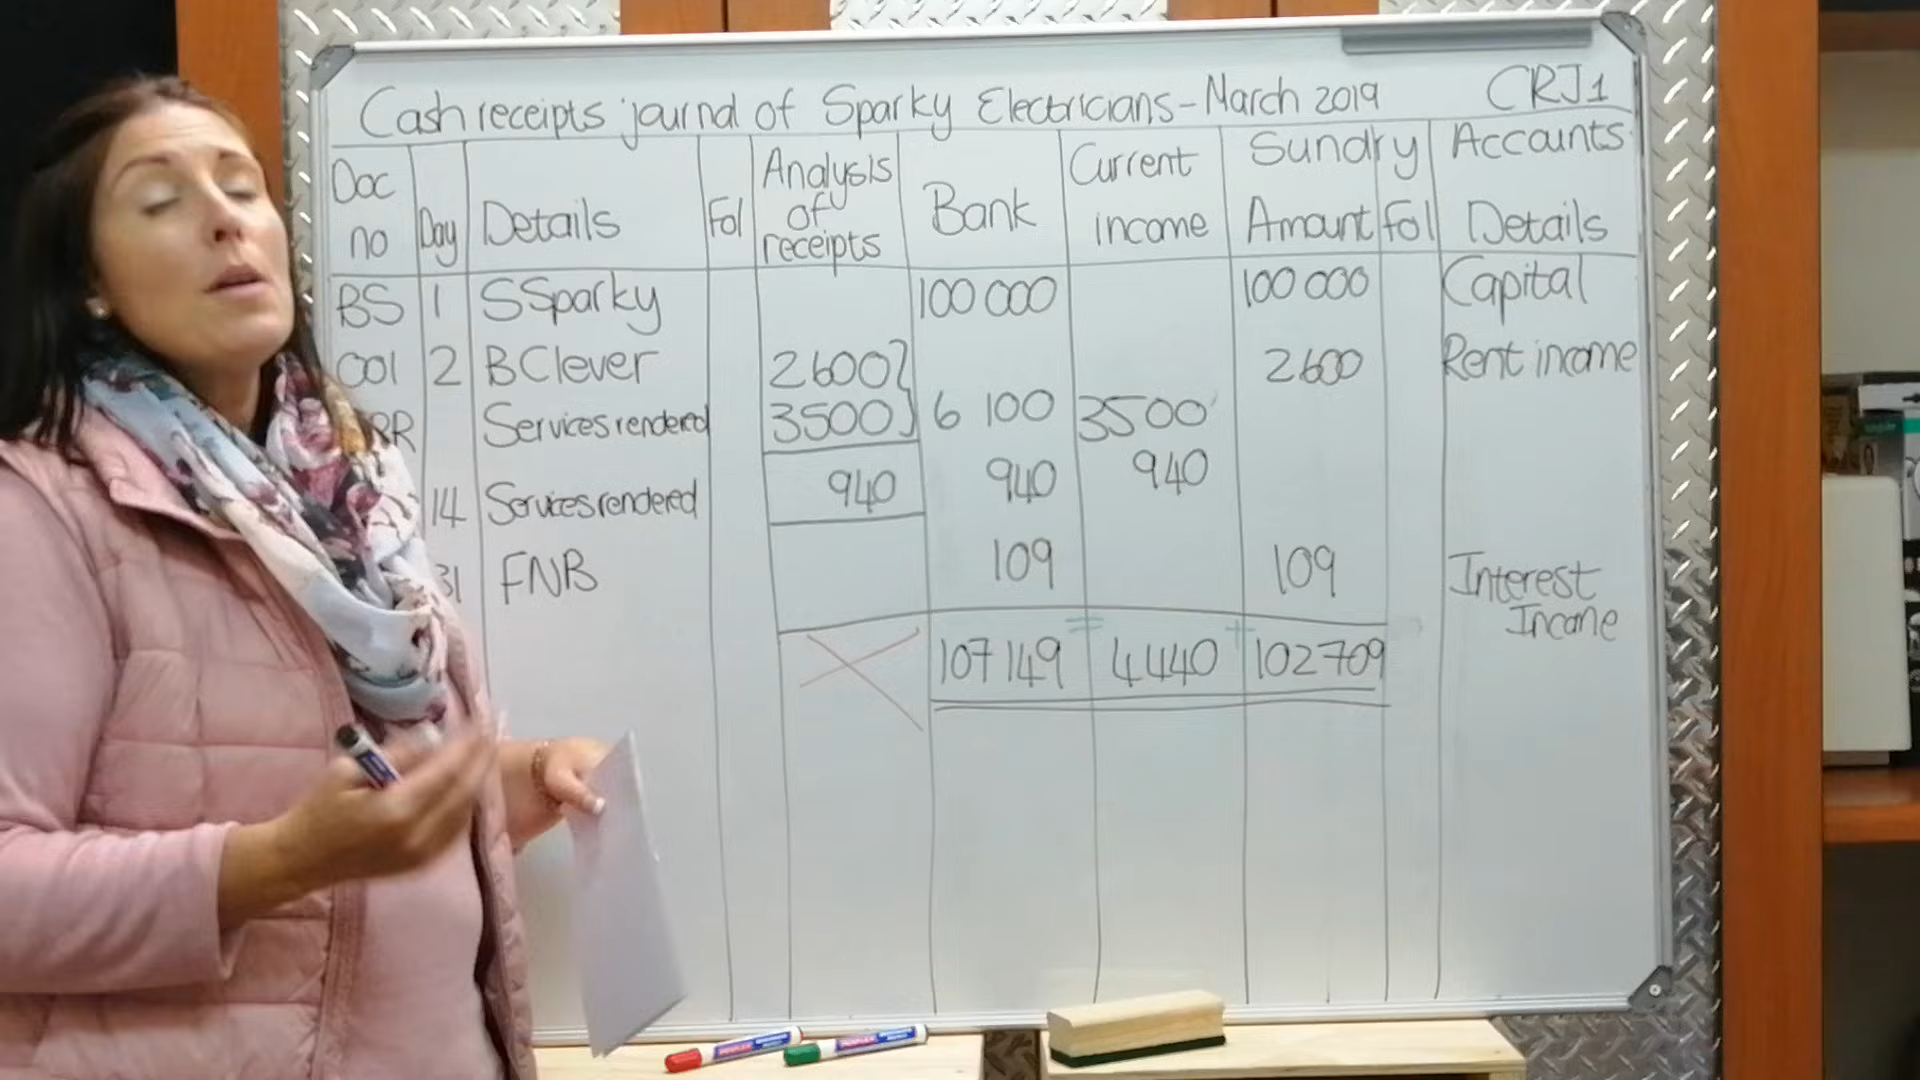 Cash receipts journal of Sparky Electricians - March 2019 CRJ1
Doc no Day Details Fol Analysis of receipts Bank Current income Sundry Amount Fol Accounts Details
BS 1 S Sparky 100 000 100 000 Capital
001 2 B Clever 2600 2600 Rent income
RR Services rendered 3500 6 100 3500
14 Services rendered 940 940 940
31 FNB 109 109 Interest Income
107 149 = 4440 + 102 709